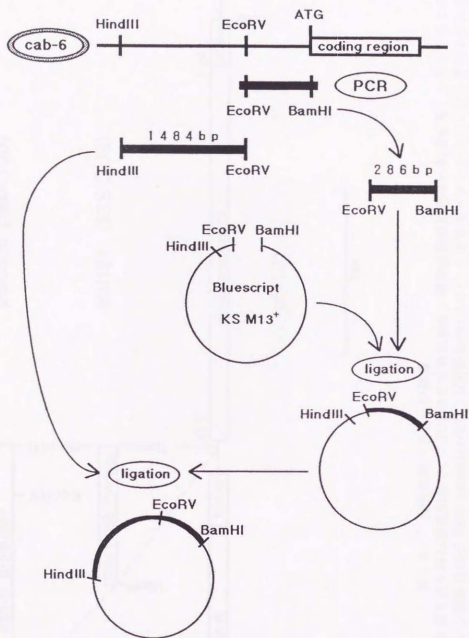 ATG
HindIII EcoRV
cab-6 coding region
PCR
EcoRV BamHI
1484bp
HindIII EcoRV
286bp
EcoRV BamHI
EcoRV BamHI
HindIII
Bluescript
KS M13+
ligation
EcoRV
HindIII BamHI
ligation
EcoRV
BamHI
HindIII